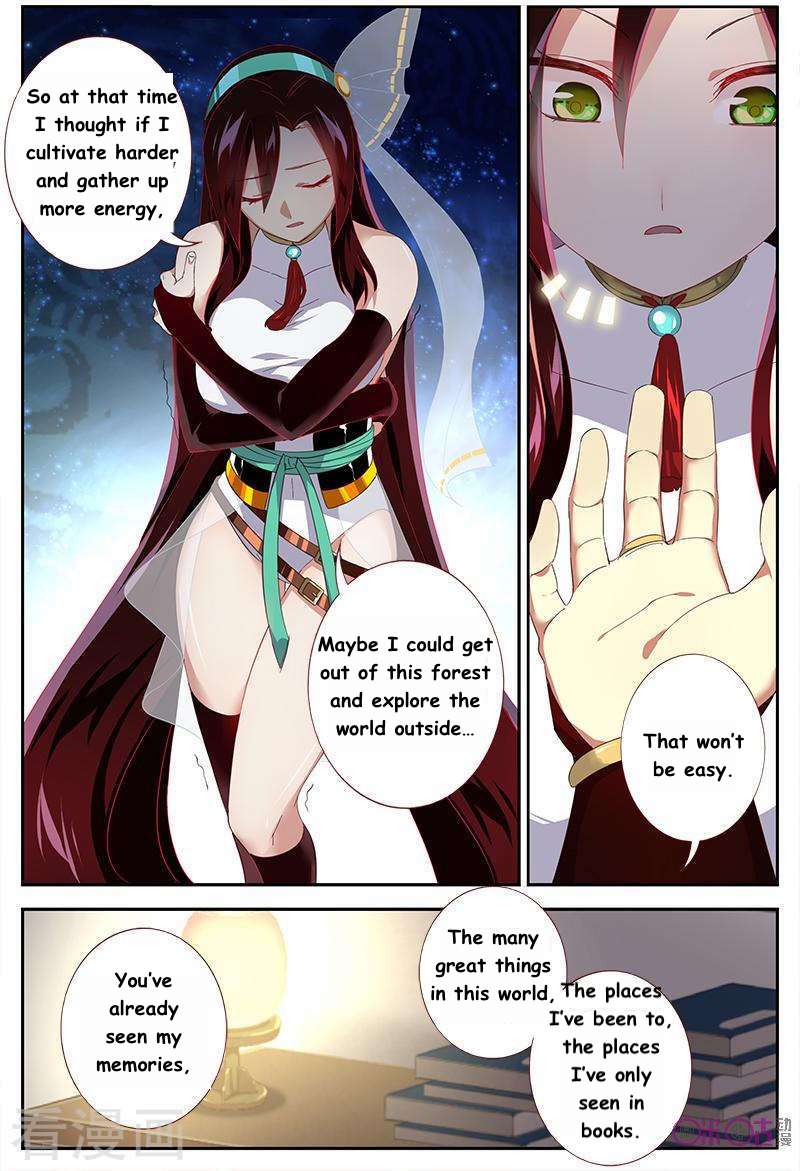 So at that time
I thought if I
cultivate harder,
and gather up
more energy,
Maybe I could get
out of this forest
and explore the
world outside...
That won't
be easy.
You've
already
seen my
memories,
The many
great things
in this world,
The places
I've been to,
the places
I've only
seen in
books.
看漫画